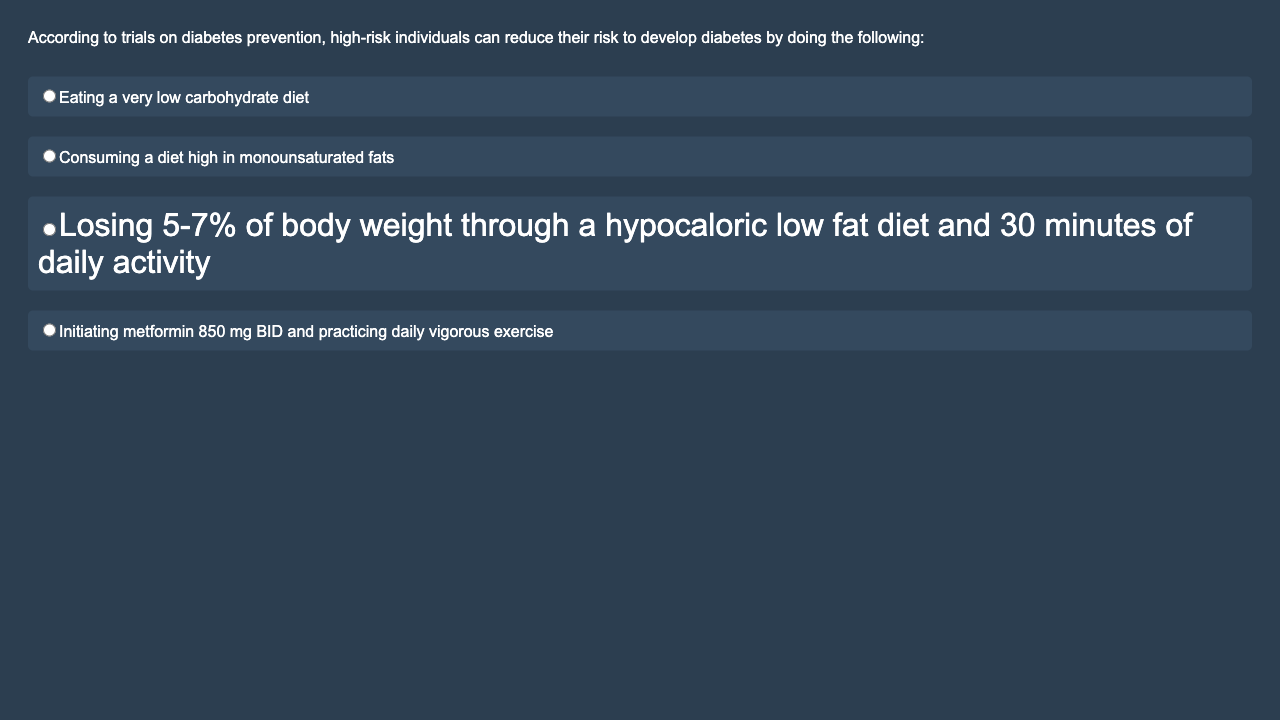 According to trials on diabetes prevention, high-risk individuals can reduce their risk to develop diabetes by doing the following:
Eating a very low carbohydrate diet
Consuming a diet high in monounsaturated fats
Losing 5-7% of body weight through a hypocaloric low fat diet and 30 minutes of
daily activity
Initiating metformin 850 mg BID and practicing daily vigorous exercise